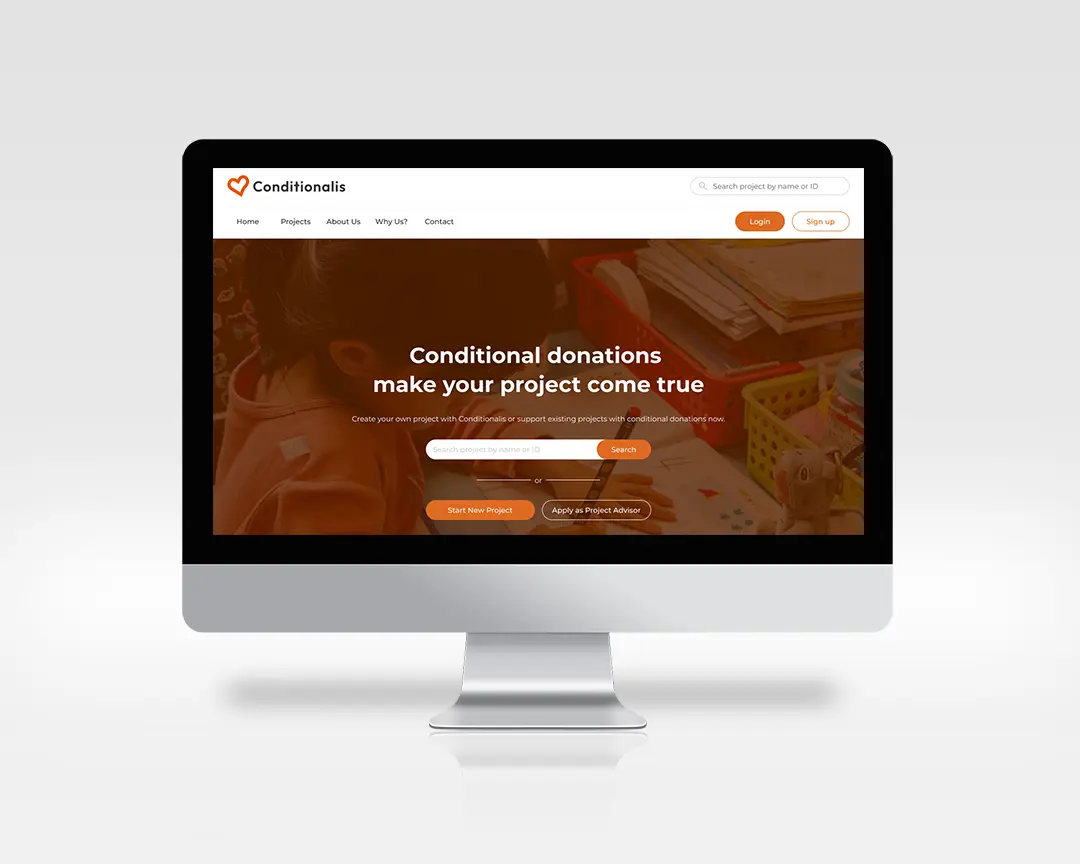 Conditionalis
Search project by name or ID
Home Projects About Us Why Us? Contact
Login Sign up
Conditional donations
make your project come true
Create your own project with Conditionalis or support existing projects with conditional donations now.
Search project by name or ID Search
or
Start New Project Apply as Project Advisor